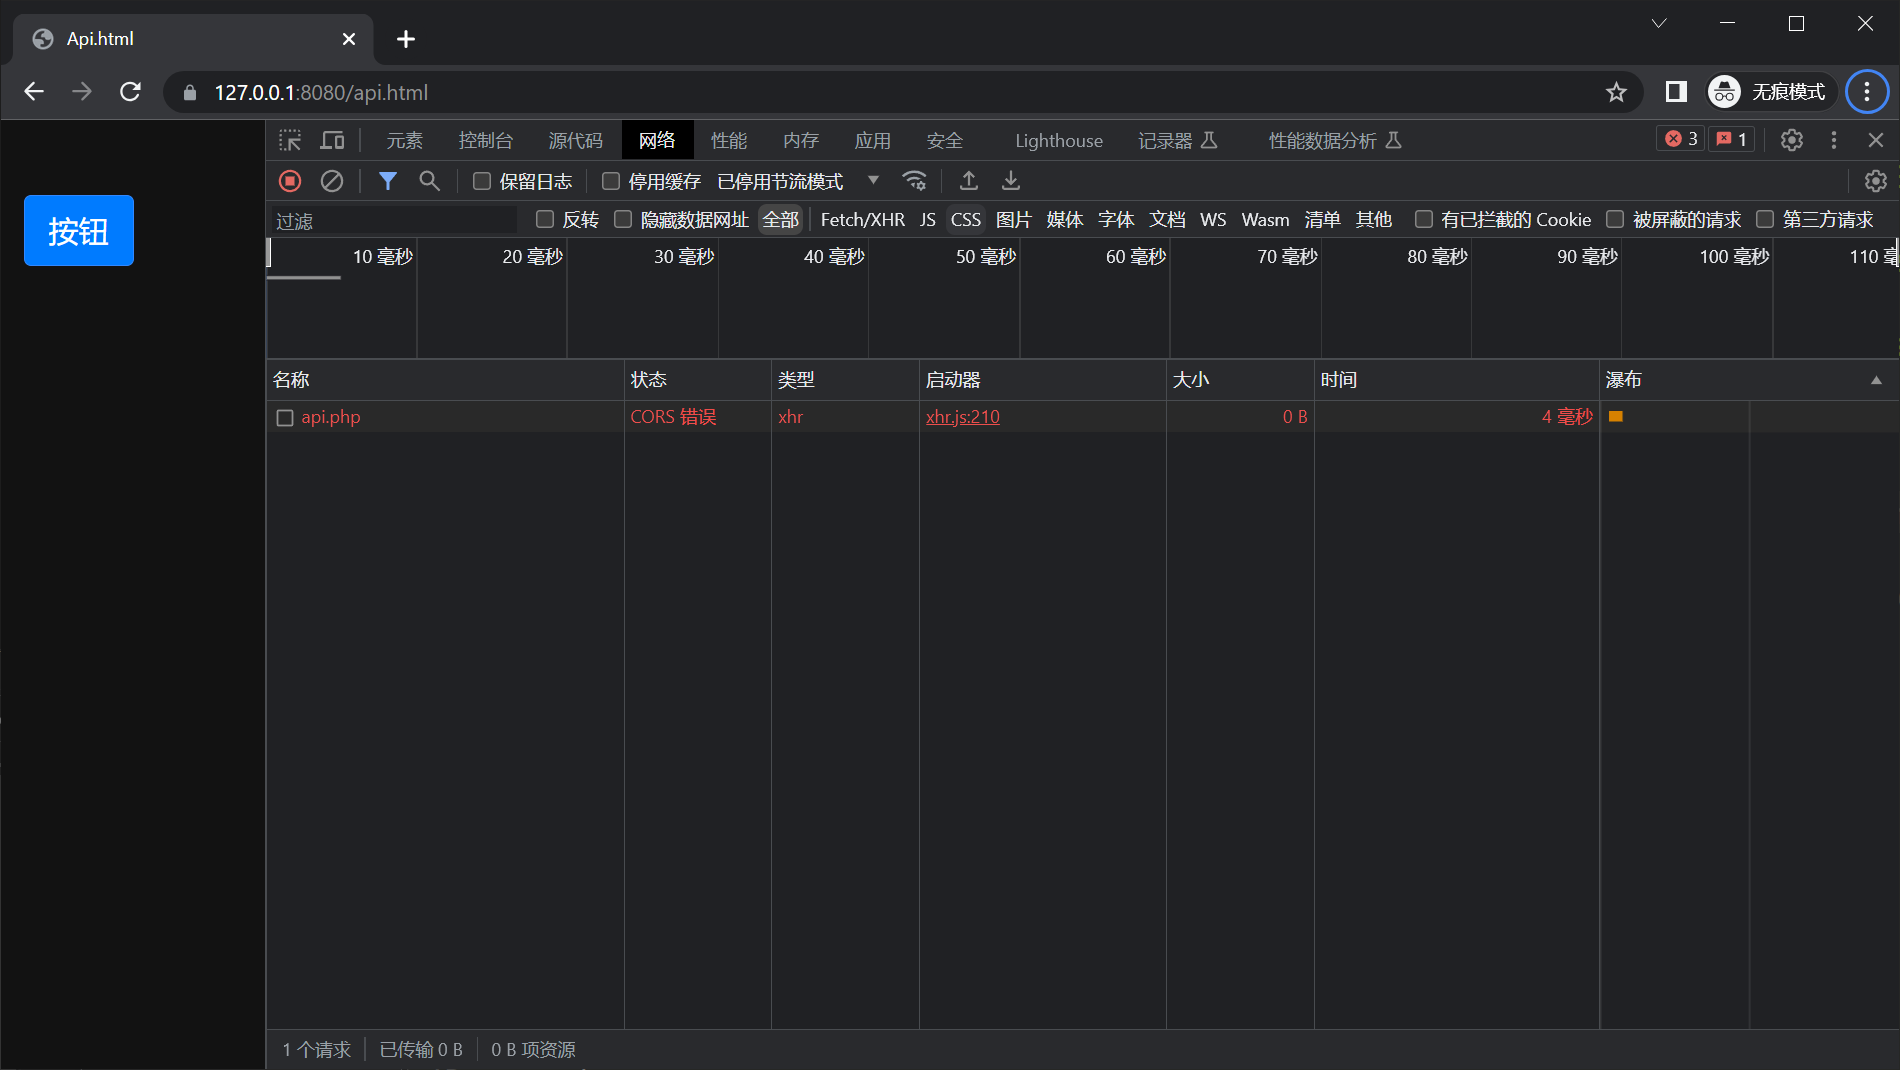 Api.html
127.0.0.1:8080/api.html
无痕模式
元素 控制台 源代码 网络 性能 内存 应用 安全 Lighthouse 记录器 性能数据分析 3 1
保留日志 停用缓存 已停用节流模式
过滤 反转 隐藏数据网址 全部 Fetch/XHR JS CSS 图片 媒体 字体 文档 WS Wasm 清单 其他 有已拦截的 Cookie 被屏蔽的请求 第三方请求
10 毫秒 20 毫秒 30 毫秒 40 毫秒 50 毫秒 60 毫秒 70 毫秒 80 毫秒 90 毫秒 100 毫秒 110 毫
按钮
名称 状态 类型 启动器 大小 时间 瀑布
api.php CORS 错误 xhr xhr.js:210 0 B 4 毫秒
1 个请求 已传输 0 B 0 B 项资源